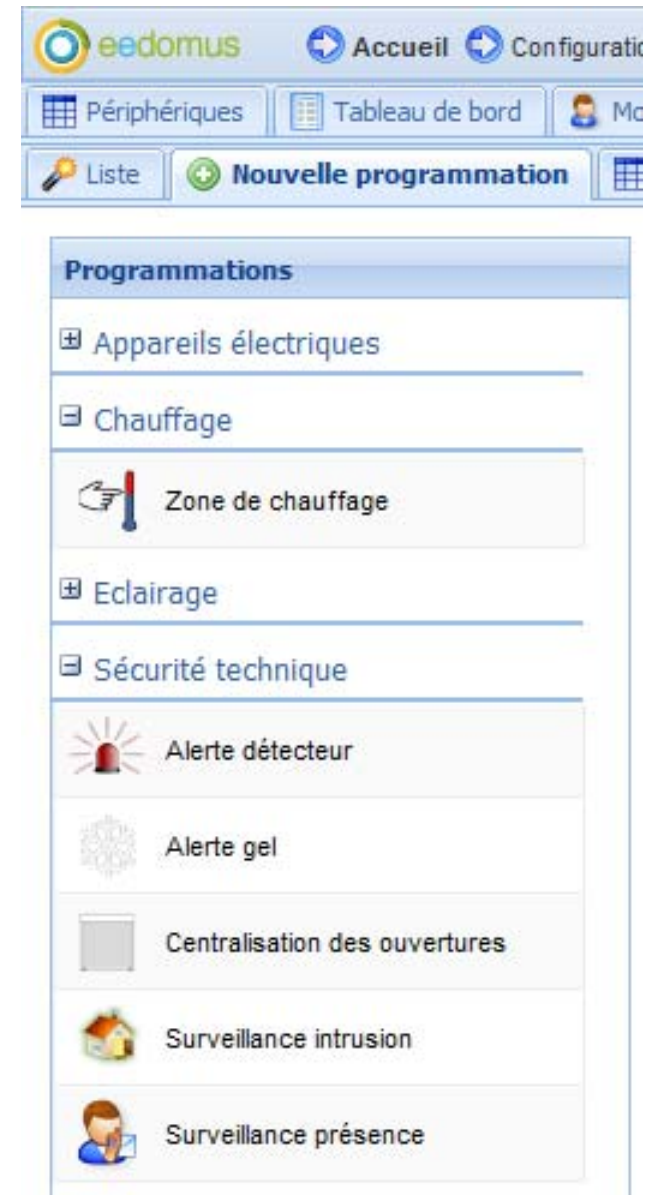 eedomus Accueil Configuratio
Périphériques Tableau de bord Mo
Liste Nouvelle programmation
Programmations
Appareils électriques
Chauffage
Zone de chauffage
Eclairage
Sécurité technique
Alerte détecteur
Alerte gel
Centralisation des ouvertures
Surveillance intrusion
Surveillance présence